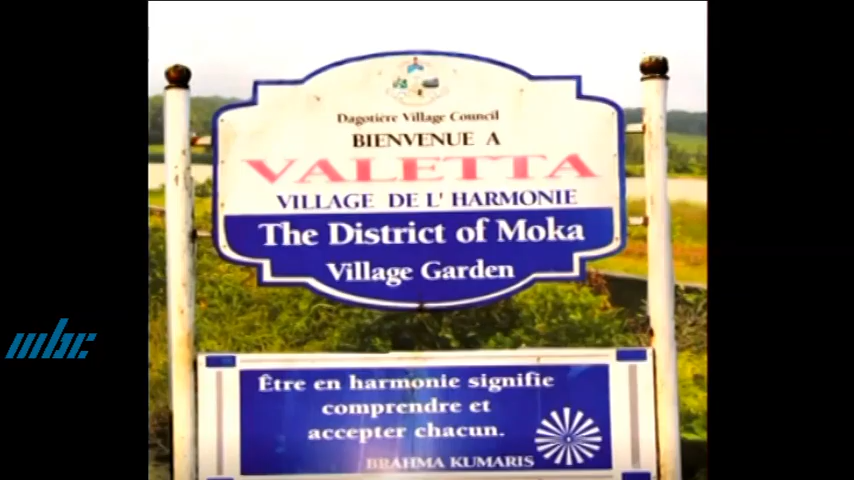 Dagotière Village Council
BIENVENUE A
VALETTA
VILLAGE DE L' HARMONIE
The District of Moka
Village Garden
mbc
Être en harmonie signifie
comprendre et
accepter chacun.
BRAHMA KUMARIS